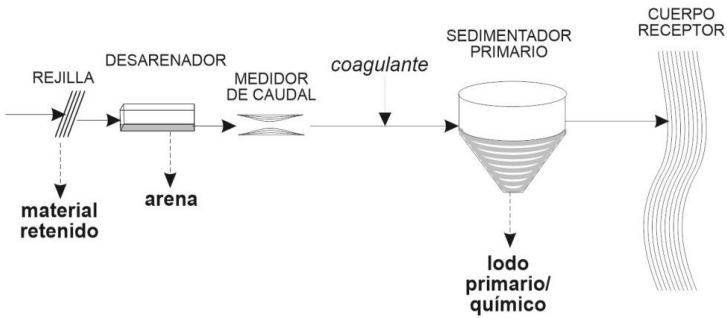 REJILLA
DESARENADOR
MEDIDOR
DE CAUDAL
coagulante
SEDIMENTADOR
PRIMARIO
CUERPO
RECEPTOR
material
retenido
arena
lodo
primario/
químico